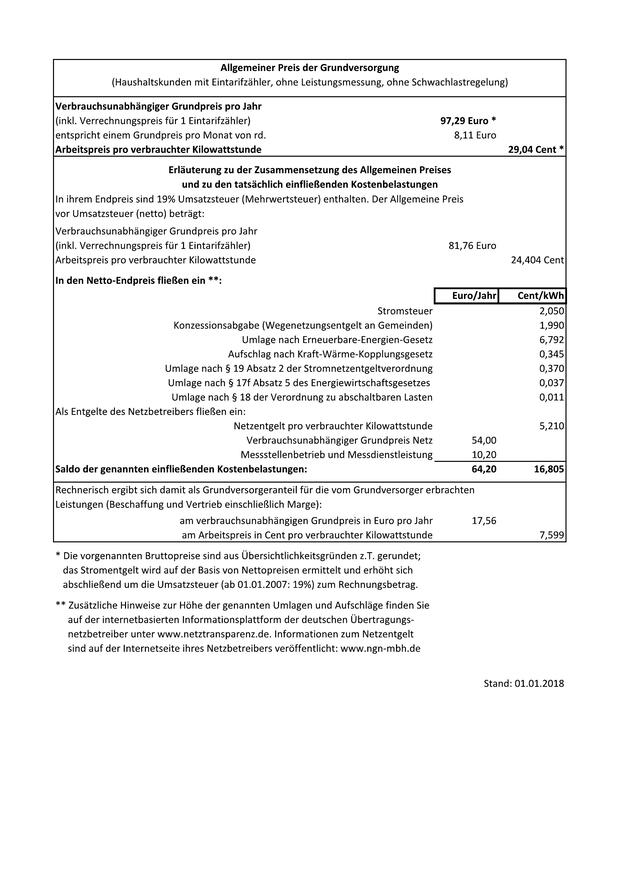 Allgemeiner Preis der Grundversorgung
(Haushaltskunden mit Eintarifzähler, ohne Leistungsmessung, ohne Schwachlastregelung)
Verbrauchsunabhängiger Grundpreis pro Jahr
(inkl. Verrechnungspreis für 1 Eintarifzähler) 97,29 Euro *
entspricht einem Grundpreis pro Monat von rd. 8,11 Euro
Arbeitspreis pro verbrauchter Kilowattstunde 29,04 Cent *
Erläuterung zu der Zusammensetzung des Allgemeinen Preises
und zu den tatsächlich einfließenden Kostenbelastungen
In ihrem Endpreis sind 19% Umsatzsteuer (Mehrwertsteuer) enthalten. Der Allgemeine Preis
vor Umsatzsteuer (netto) beträgt:
Verbrauchsunabhängiger Grundpreis pro Jahr
(inkl. Verrechnungspreis für 1 Eintarifzähler) 81,76 Euro
Arbeitspreis pro verbrauchter Kilowattstunde 24,404 Cent
In den Netto-Endpreis fließen ein **:
Euro/Jahr Cent/kWh
Stromsteuer 2,050
Konzessionsabgabe (Wegenetzungsentgelt an Gemeinden) 1,990
Umlage nach Erneuerbare-Energien-Gesetz 6,792
Aufschlag nach Kraft-Wärme-Kopplungsgesetz 0,345
Umlage nach § 19 Absatz 2 der Stromnetzentgeltverordnung 0,370
Umlage nach § 17f Absatz 5 des Energiewirtschaftsgesetzes 0,037
Umlage nach § 18 der Verordnung zu abschaltbaren Lasten 0,011
Als Entgelte des Netzbetreibers fließen ein:
Netzentgelt pro verbrauchter Kilowattstunde 5,210
Verbrauchsunabhängiger Grundpreis Netz 54,00
Messstellenbetrieb und Messdienstleistung 10,20
Saldo der genannten einfließenden Kostenbelastungen: 64,20 16,805
Rechnerisch ergibt sich damit als Grundversorgeranteil für die vom Grundversorger erbrachten
Leistungen (Beschaffung und Vertrieb einschließlich Marge):
am verbrauchsunabhängigen Grundpreis in Euro pro Jahr 17,56
am Arbeitspreis in Cent pro verbrauchter Kilowattstunde 7,599
* Die vorgenannten Bruttopreise sind aus Übersichtlichkeitsgründen z.T. gerundet;
das Stromentgelt wird auf der Basis von Nettopreisen ermittelt und erhöht sich
abschließend um die Umsatzsteuer (ab 01.01.2007: 19%) zum Rechnungsbetrag.
** Zusätzliche Hinweise zur Höhe der genannten Umlagen und Aufschläge finden Sie
auf der internetbasierten Informationsplattform der deutschen Übertragungs-
netzbetreiber unter www.netztransparenz.de. Informationen zum Netzentgelt
sind auf der Internetseite ihres Netzbetreibers veröffentlicht: www.ngn-mbh.de
Stand: 01.01.2018